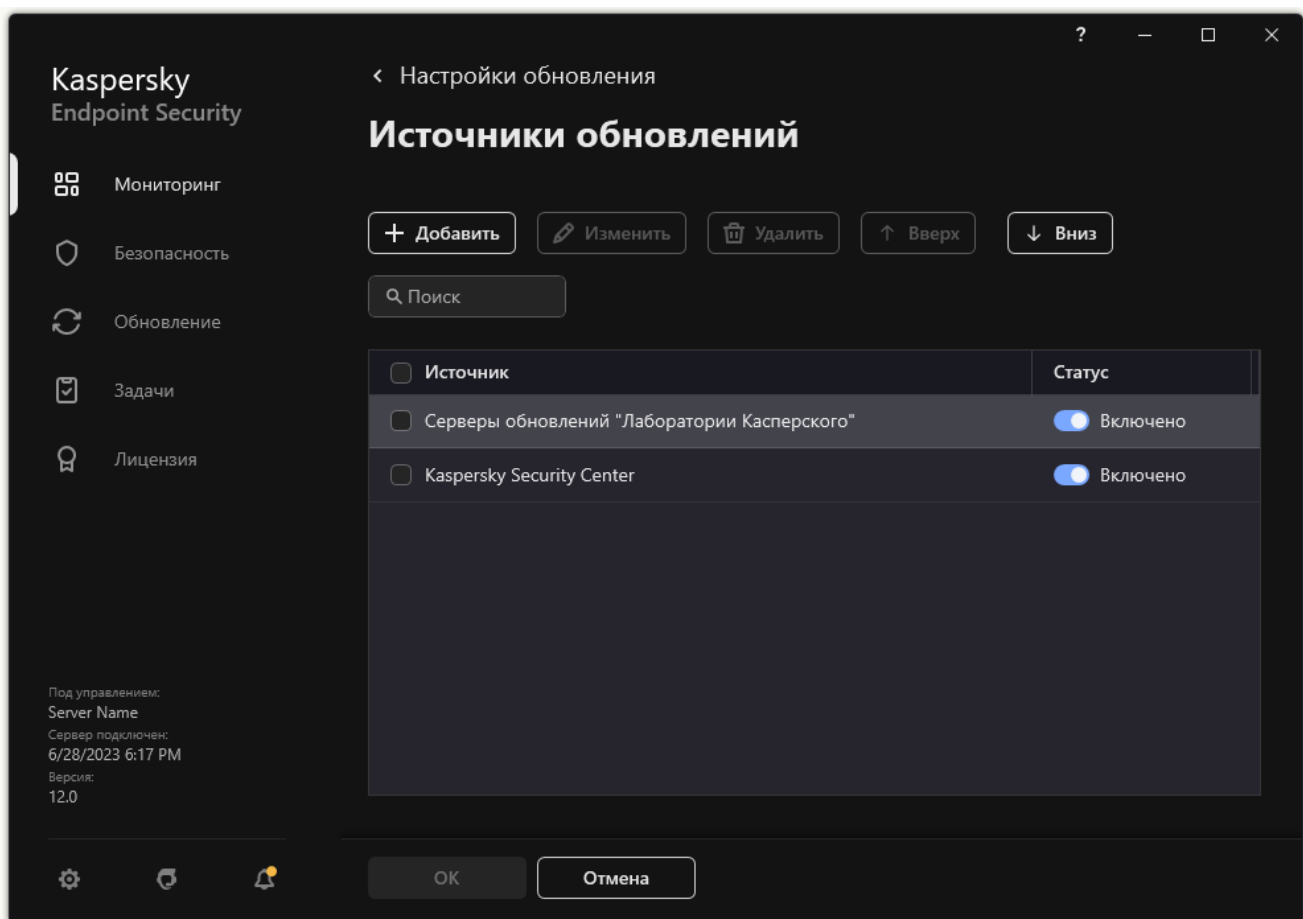 ?
Kaspersky
Endpoint Security
Мониторинг
Безопасность
Обновление
Задачи
Лицензия
Под управлением:
Server Name
Сервер подключен:
6/28/2023 6:17 PM
Версия:
12.0
Настройки обновления
Источники обновлений
Добавить Изменить Удалить Вверх Вниз
Поиск
Источник Статус
Серверы обновлений "Лаборатории Касперского" Включено
Kaspersky Security Center Включено
ОК Отмена